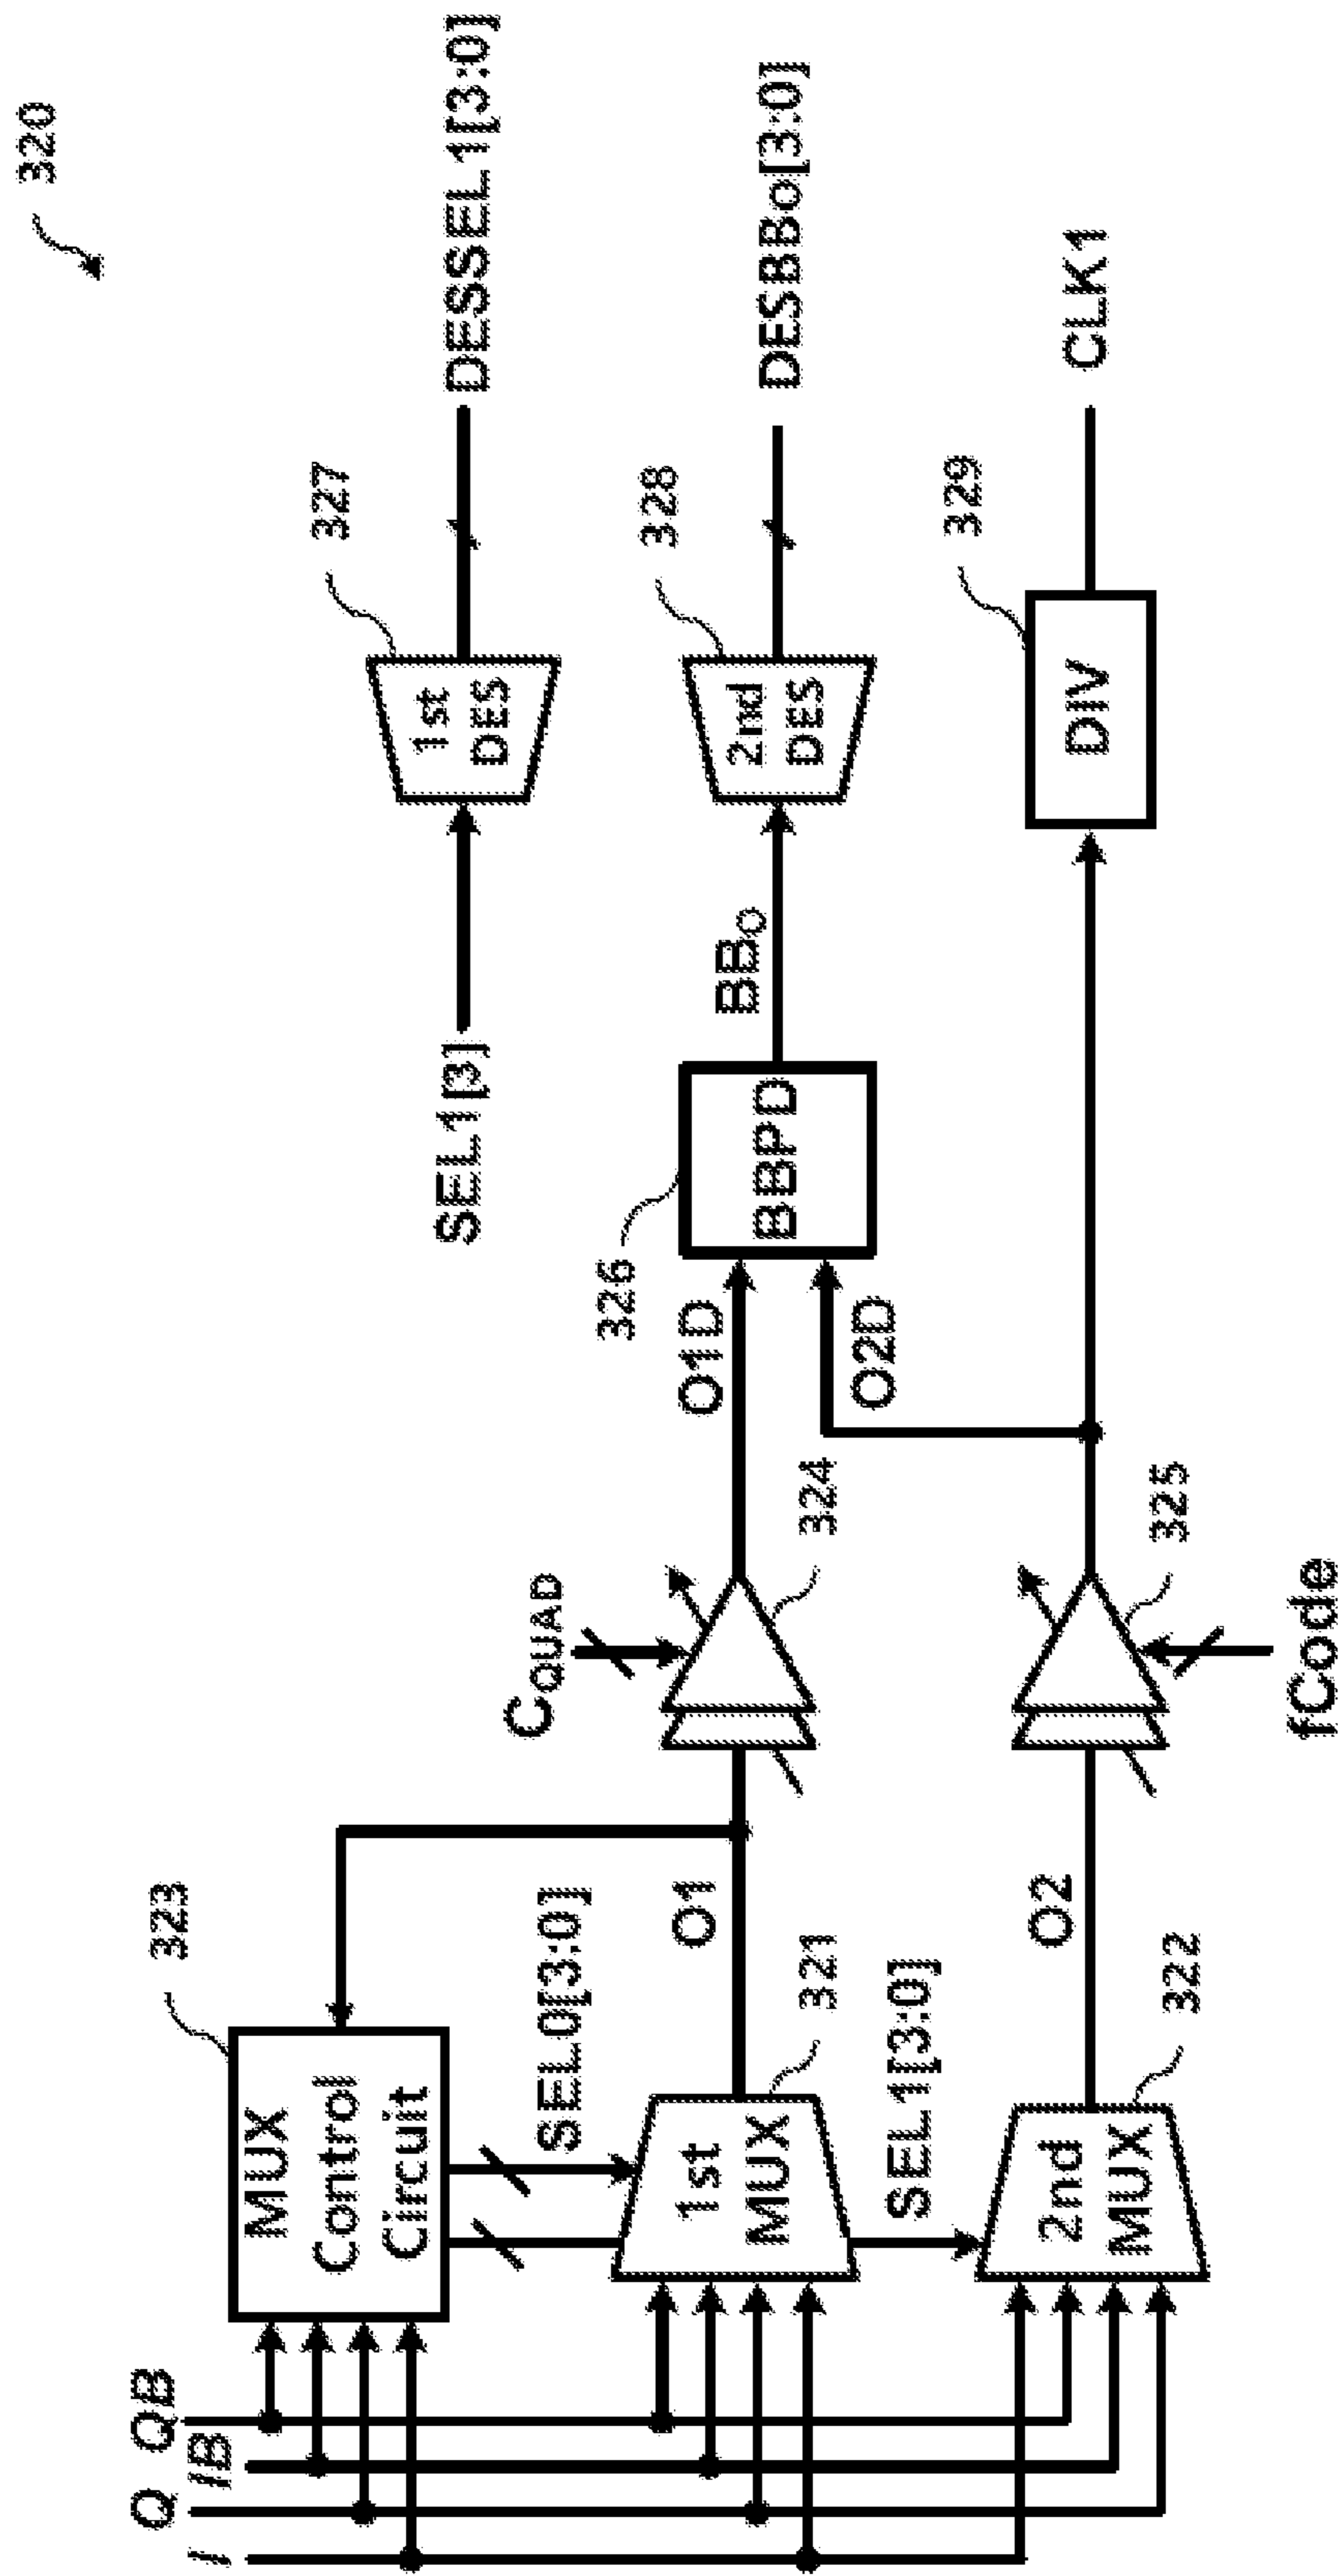 320
QB
IB
Q
I
323
MUX
Control
Circuit
SEL0[3:0]
O1
1st
MUX
321
SEL1[3:0]
O2
2nd
MUX
322
CQUAD
324
fCode
325
O1D
O2D
326
BBPD
BBO
SEL1[3]
1st
DES
327
DESSEL1[3:0]
2nd
DES
328
DESBBO[3:0]
DIV
329
CLK1